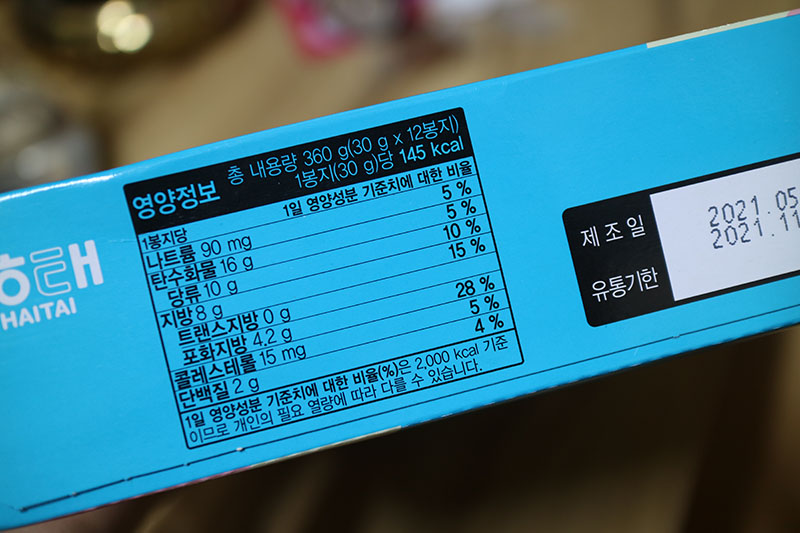 해태
HAITAI
영양정보
총 내용량 360 g(30 g x 12봉지)
1봉지(30 g)당 145 kcal
1봉지당 1일 영양성분 기준치에 대한 비율
나트륨 90 mg 5 %
탄수화물 16 g 5 %
당류 10 g 10 %
지방 8 g 15 %
트랜스지방 0 g
포화지방 4.2 g 28 %
콜레스테롤 15 mg 5 %
단백질 2 g 4 %
1일 영양성분 기준치에 대한 비율(%)은 2,000 kcal 기준
이므로 개인의 필요 열량에 따라 다를 수 있습니다.
제조일 2021.05
유통기한 2021.11